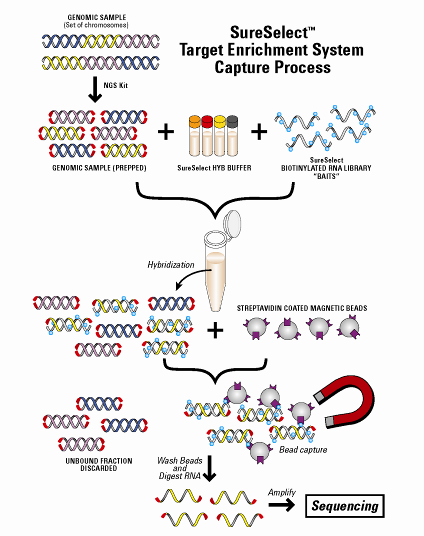 GENOMIC SAMPLE
(Set of chromosomes)
SureSelect™
Target Enrichment System
Capture Process
NGS Kit
GENOMIC SAMPLE (PREPPED)
SureSelect HYB BUFFER
SureSelect
BIOTINYLATED RNA LIBRARY
“BAITS”
Hybridization
STREPTAVIDIN COATED MAGNETIC BEADS
UNBOUND FRACTION
DISCARDED
Bead capture
Wash Beads
and
Digest RNA
Amplify
Sequencing